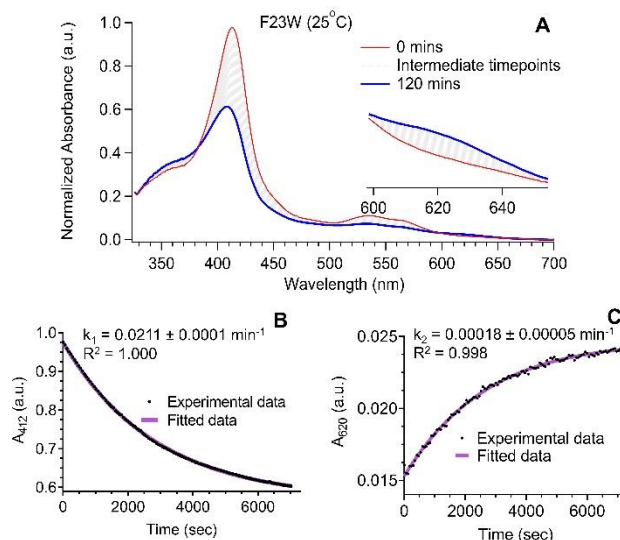 F23W (25°C)
A
0 mins
Intermediate timepoints
120 mins
Normalized Absorbance (a.u.)
1.0
0.8
0.6
0.4
0.2
0.0
600 620 640
350 400 450 500 550 600 650 700
Wavelength (nm)
B
k₁ = 0.0211 ± 0.0001 min⁻¹
R² = 1.000
Experimental data
Fitted data
A₄₁₂ (a.u.)
1.0
0.9
0.8
0.7
0.6
0 2000 4000 6000
Time (sec)
C
k₂ = 0.00018 ± 0.00005 min⁻¹
R² = 0.998
Experimental data
Fitted data
A₆₂₀ (a.u.)
0.025
0.020
0.015
0 2000 4000 6000
Time (sec)